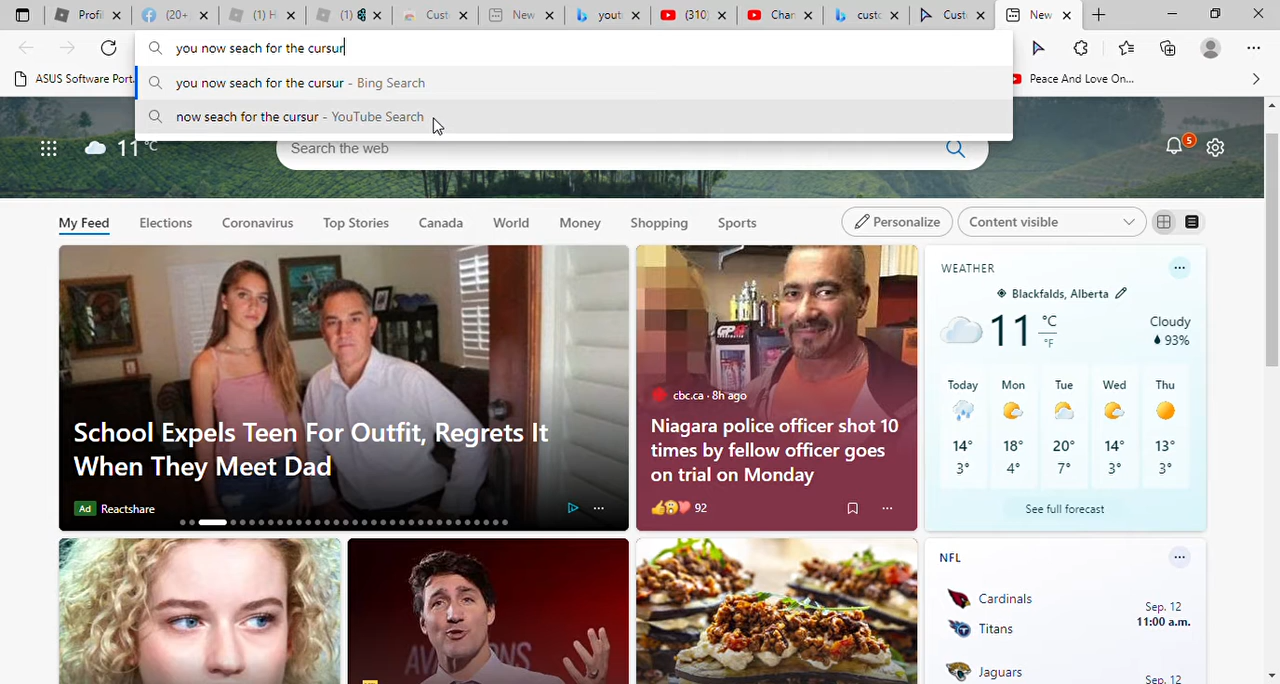 Profil
(20+
(1) H
(1)
Cust
New
yout
(310)
Chan
custo
Custo
New
you now seach for the cursur
ASUS Software Port..
Peace And Love On...
you now seach for the cursur - Bing Search
now seach for the cursur - YouTube Search
11°C
Search the web
5
My Feed
Elections
Coronavirus
Top Stories
Canada
World
Money
Shopping
Sports
Personalize
Content visible
School Expels Teen For Outfit, Regrets It
When They Meet Dad
Ad Reactshare
GP
cbc.ca · 8h ago
Niagara police officer shot 10
times by fellow officer goes
on trial on Monday
92
WEATHER
Blackfalds, Alberta
11 °C
°F
Cloudy
93%
Today Mon Tue Wed Thu
14° 18° 20° 14° 13°
3° 4° 7° 3° 3°
See full forecast
NFL
Cardinals
Titans
Sep. 12
11:00 a.m.
Jaguars
Sep. 12